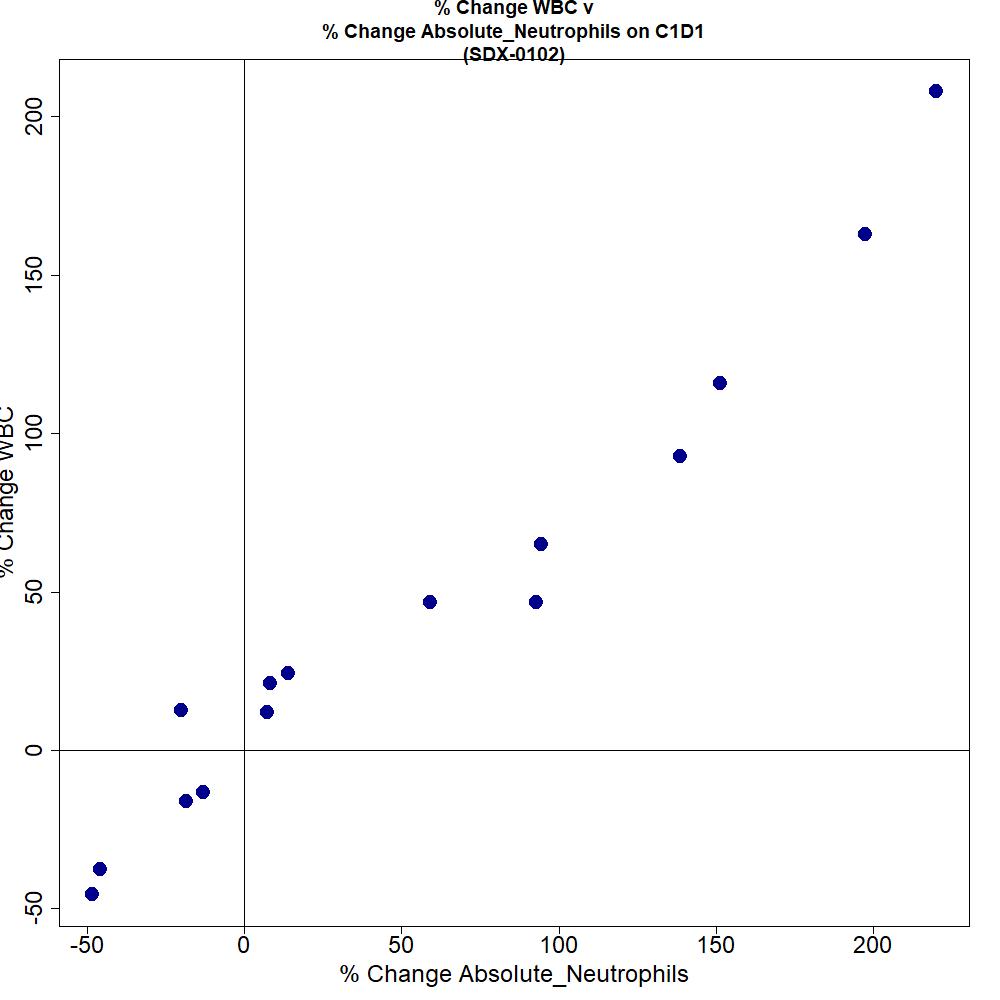 % Change WBC v
% Change Absolute_Neutrophils on C1D1
(SDX-0102)
% Change WBC
200
150
100
50
0
-50
-50 0 50 100 150 200
% Change Absolute_Neutrophils